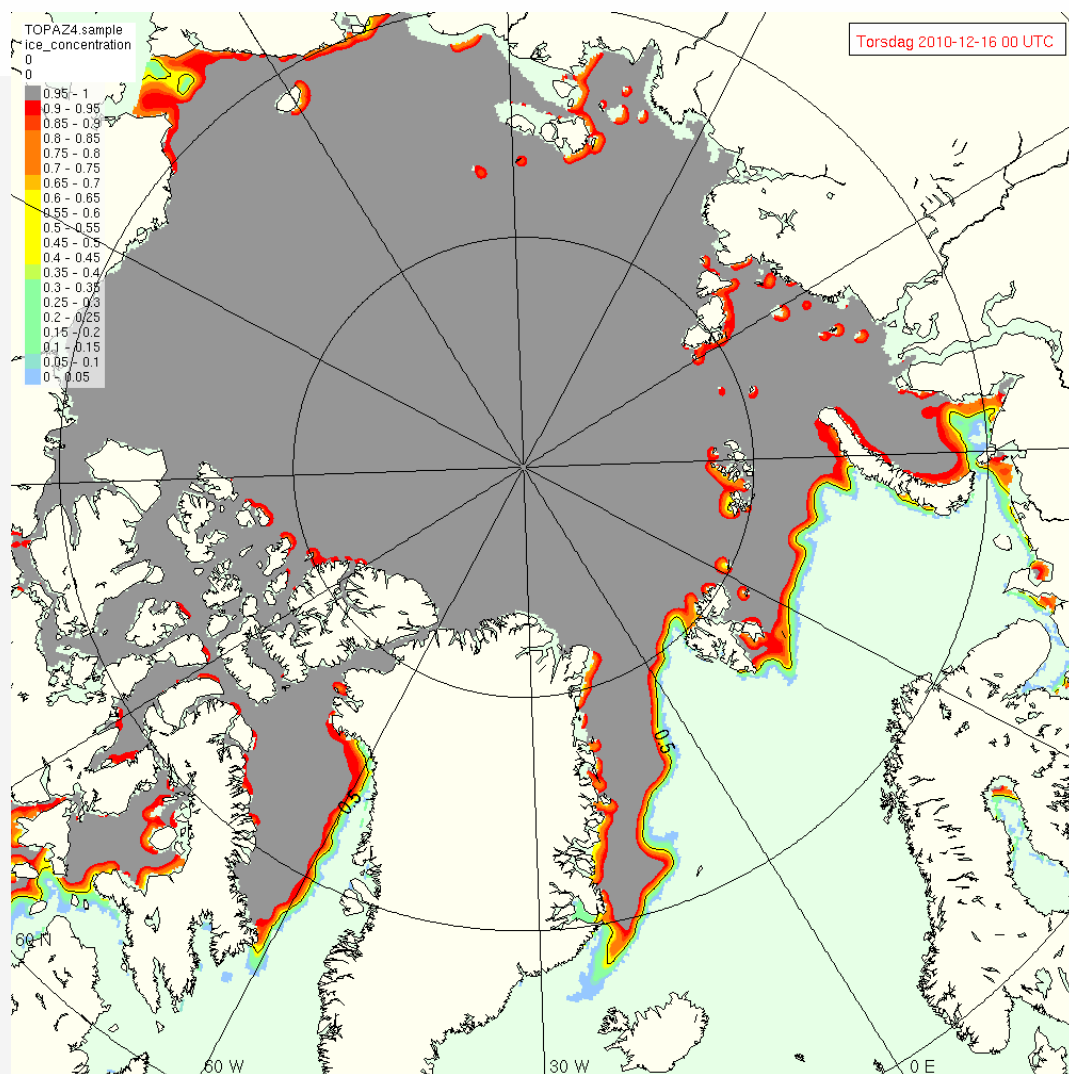 TOPAZ4.sample
ice_concentration
0
0
0.95 - 1
0.9 - 0.95
0.85 - 0.9
0.8 - 0.85
0.75 - 0.8
0.7 - 0.75
0.65 - 0.7
0.6 - 0.65
0.55 - 0.6
0.5 - 0.55
0.45 - 0.5
0.4 - 0.45
0.35 - 0.4
0.3 - 0.35
0.25 - 0.3
0.2 - 0.25
0.15 - 0.2
0.1 - 0.15
0.05 - 0.1
0 - 0.05
Torsdag 2010-12-16 00 UTC
0.5
0.5
60 N
60 W
30 W
0 E